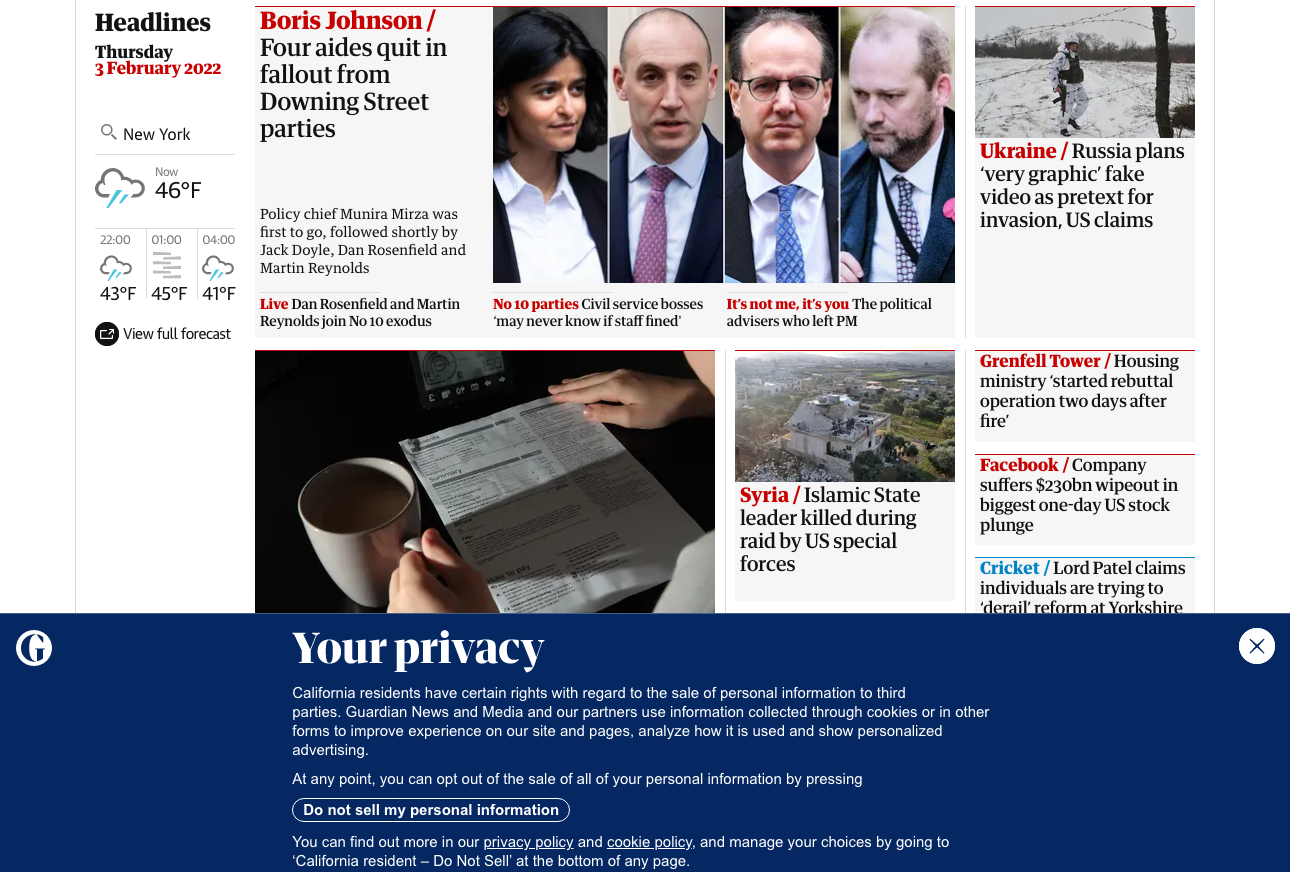 Headlines
Thursday
3 February 2022
New York
Now
46°F
22:00
01:00
04:00
43°F
45°F
41°F
View full forecast
Boris Johnson /
Four aides quit in
fallout from
Downing Street
parties
Policy chief Munira Mirza was
first to go, followed shortly by
Jack Doyle, Dan Rosenfield and
Martin Reynolds
Live Dan Rosenfield and Martin
Reynolds join No 10 exodus
No 10 parties Civil service bosses
‘may never know if staff fined’
It’s not me, it’s you The political
advisers who left PM
Ukraine / Russia plans
‘very graphic’ fake
video as pretext for
invasion, US claims
Payments
Summary
How to pay
Syria / Islamic State
leader killed during
raid by US special
forces
Grenfell Tower / Housing
ministry ‘started rebuttal
operation two days after
fire’
Facebook / Company
suffers $230bn wipeout in
biggest one-day US stock
plunge
Cricket / Lord Patel claims
individuals are trying to
‘derail’ reform at Yorkshire
G
Your privacy
California residents have certain rights with regard to the sale of personal information to third
parties. Guardian News and Media and our partners use information collected through cookies or in other
forms to improve experience on our site and pages, analyze how it is used and show personalized
advertising.
At any point, you can opt out of the sale of all of your personal information by pressing
Do not sell my personal information
You can find out more in our privacy policy and cookie policy, and manage your choices by going to
‘California resident – Do Not Sell’ at the bottom of any page.